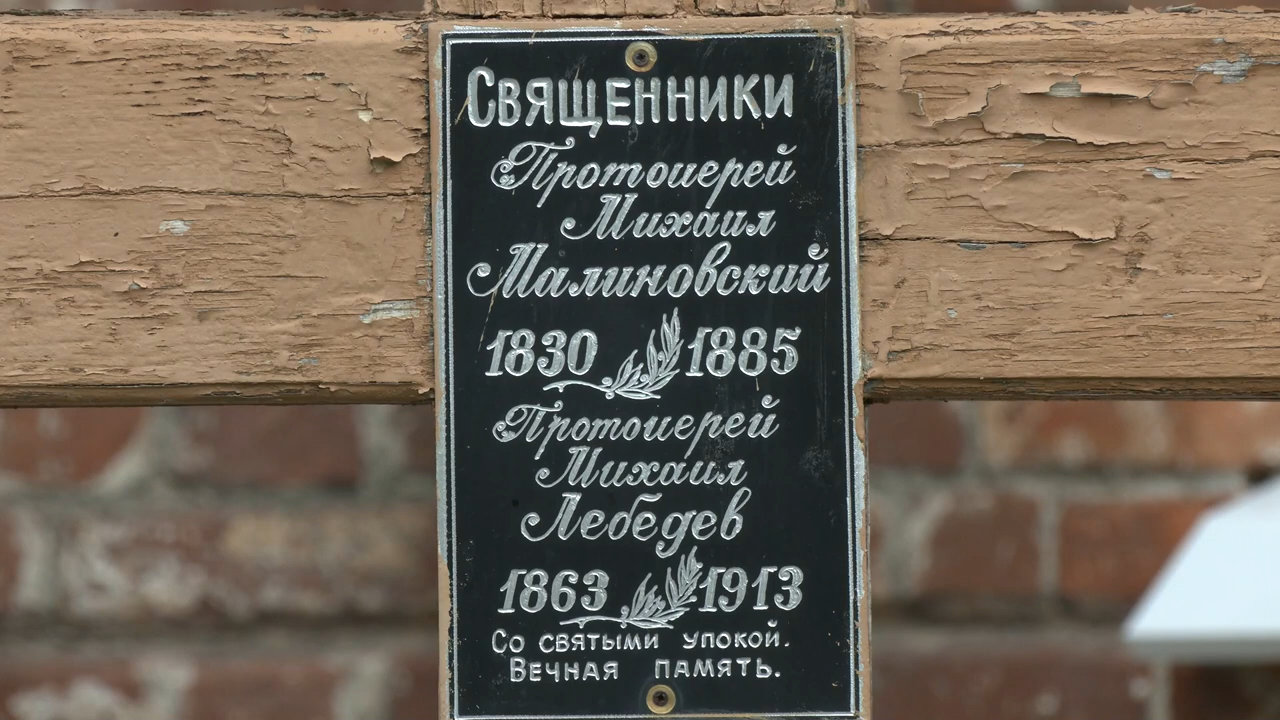 Священники
Протоиерей
Михаил
Малиновский
1830 1885
Протоиерей
Михаил
Лебедев
1863 1913
Со святыми упокой.
Вечная память.